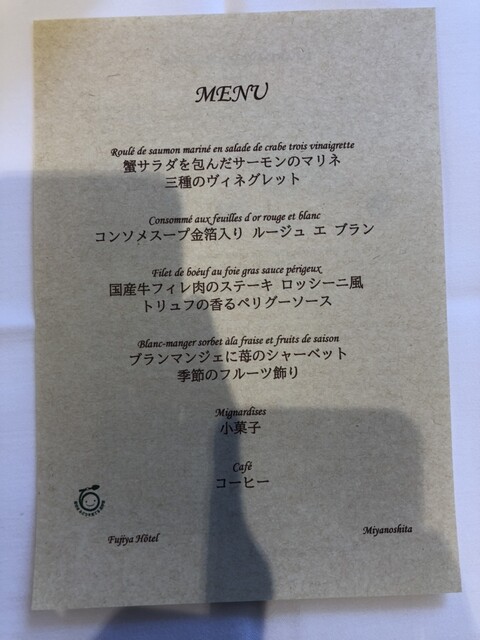 MENU
Roulé de saumon mariné en salade de crabe trois vinaigrette
蟹サラダを包んだサーモンのマリネ
三種のヴィネグレット
Consommé aux feuilles d or rouge et blanc
コンソメスープ金箔入り ルージュ エ ブラン
Filet de boéuf au foie gras sauce périgeux
国産牛フィレ肉のステーキ ロッシーニ風
トリュフの香るペリグーソース
Blanc-manger sorbet àla fraise et fruits de saison
ブランマンジェに苺のシャーベット
季節のフルーツ飾り
Mignardises
小菓子
Café
コーヒー
Fujiya Hôtel
Miyanoshita